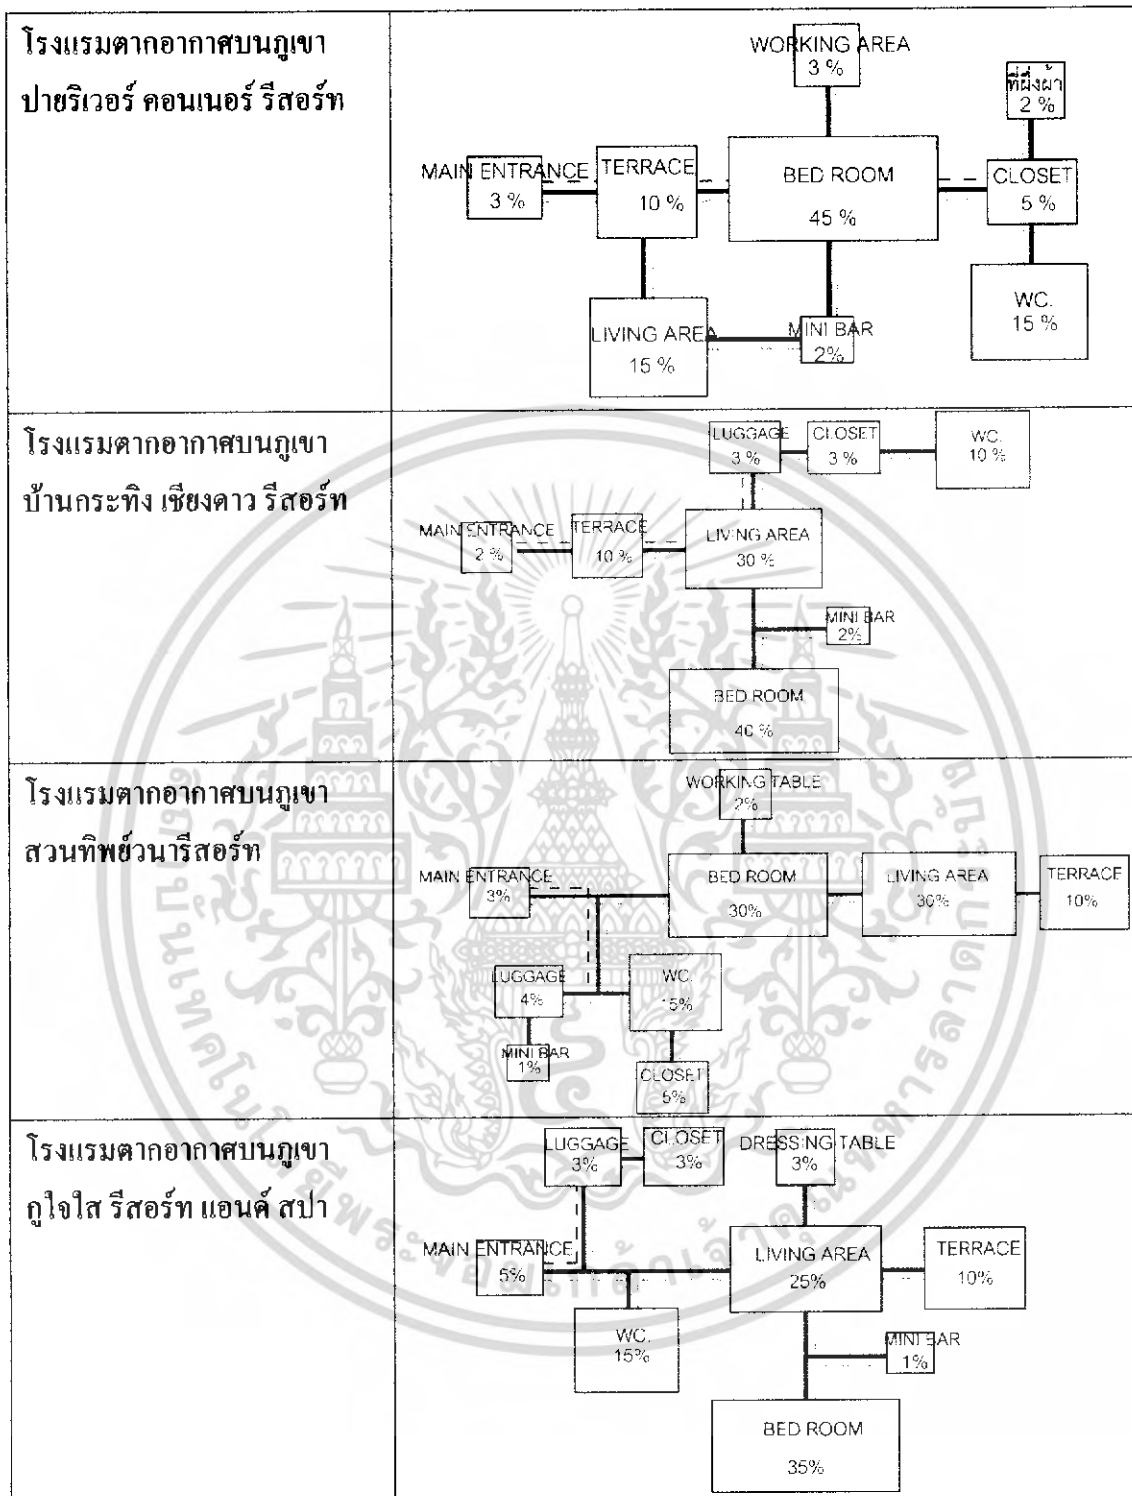 โรงแรมตากอากาศบนภูเขา
ปายริเวอร์ คอนเนอร์ รีสอร์ท
WORKING AREA
3 %
ที่ผึ่งผ้า
2 %
MAIN ENTRANCE
3 %
TERRACE
10 %
BED ROOM
45 %
CLOSET
5 %
LIVING AREA
15 %
MINI BAR
2%
WC.
15 %
โรงแรมตากอากาศบนภูเขา
บ้านกระทิง เชียงดาว รีสอร์ท
LUGGAGE
3 %
CLOSET
3 %
WC.
10 %
MAIN ENTRANCE
2 %
TERRACE
10 %
LIVING AREA
30 %
MINI BAR
2%
BED ROOM
40 %
โรงแรมตากอากาศบนภูเขา
สวนทิพย์วนารีสอร์ท
WORKING TABLE
2%
MAIN ENTRANCE
3%
BED ROOM
30%
LIVING AREA
30%
TERRACE
10%
LUGGAGE
4%
WC.
15%
MINI BAR
1%
CLOSET
5%
โรงแรมตากอากาศบนภูเขา
ภูใจใส รีสอร์ท แอนด์ สปา
LUGGAGE
3%
CLOSET
3%
DRESSING TABLE
3%
MAIN ENTRANCE
5%
LIVING AREA
25%
TERRACE
10%
WC.
15%
MINI BAR
1%
BED ROOM
35%